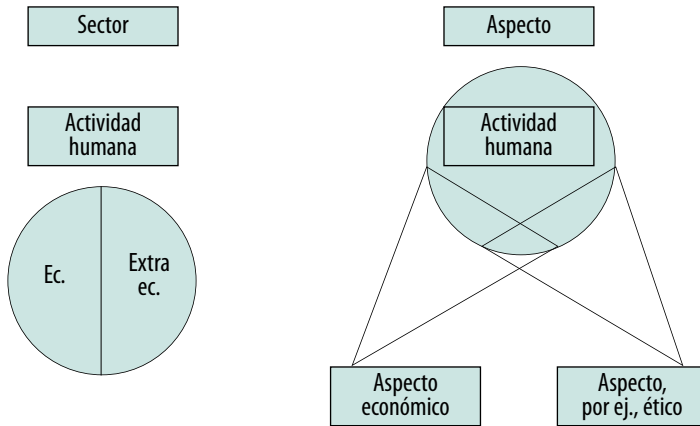 Sector
Aspecto
Actividad
humana
Actividad
humana
Ec.
Extra
ec.
Aspecto
económico
Aspecto,
por ej., ético